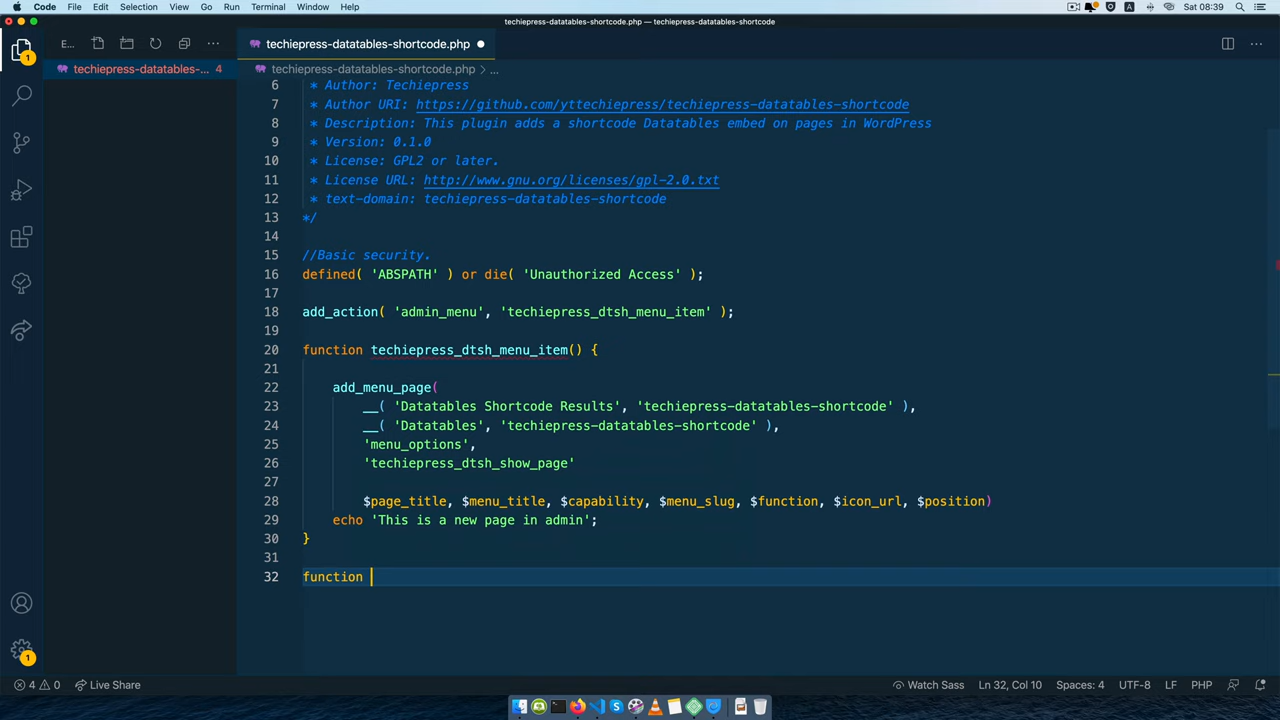 Code File Edit Selection View Go Run Terminal Window Help Sat 08:39
techiepress-datatables-shortcode.php — techiepress-datatables-shortcode
E... techiepress-datatables-shortcode.php
techiepress-datatables-... 4 techiepress-datatables-shortcode.php > ...
6 * Author: Techiepress
7 * Author URI: https://github.com/yttechiepress/techiepress-datatables-shortcode
8 * Description: This plugin adds a shortcode Datatables embed on pages in WordPress
9 * Version: 0.1.0
10 * License: GPL2 or later.
11 * License URL: http://www.gnu.org/licenses/gpl-2.0.txt
12 * text-domain: techiepress-datatables-shortcode
13 */
14
15 //Basic security.
16 defined( 'ABSPATH' ) or die( 'Unauthorized Access' );
17
18 add_action( 'admin_menu', 'techiepress_dtsh_menu_item' );
19
20 function techiepress_dtsh_menu_item() {
21
22 add_menu_page(
23 __( 'Datatables Shortcode Results', 'techiepress-datatables-shortcode' ),
24 __( 'Datatables', 'techiepress-datatables-shortcode' ),
25 'menu_options',
26 'techiepress_dtsh_show_page'
27
28 $page_title, $menu_title, $capability, $menu_slug, $function, $icon_url, $position)
29 echo 'This is a new page in admin';
30 }
31
32 function
1
1
4 0 Live Share Watch Sass Ln 32, Col 10 Spaces: 4 UTF-8 LF PHP